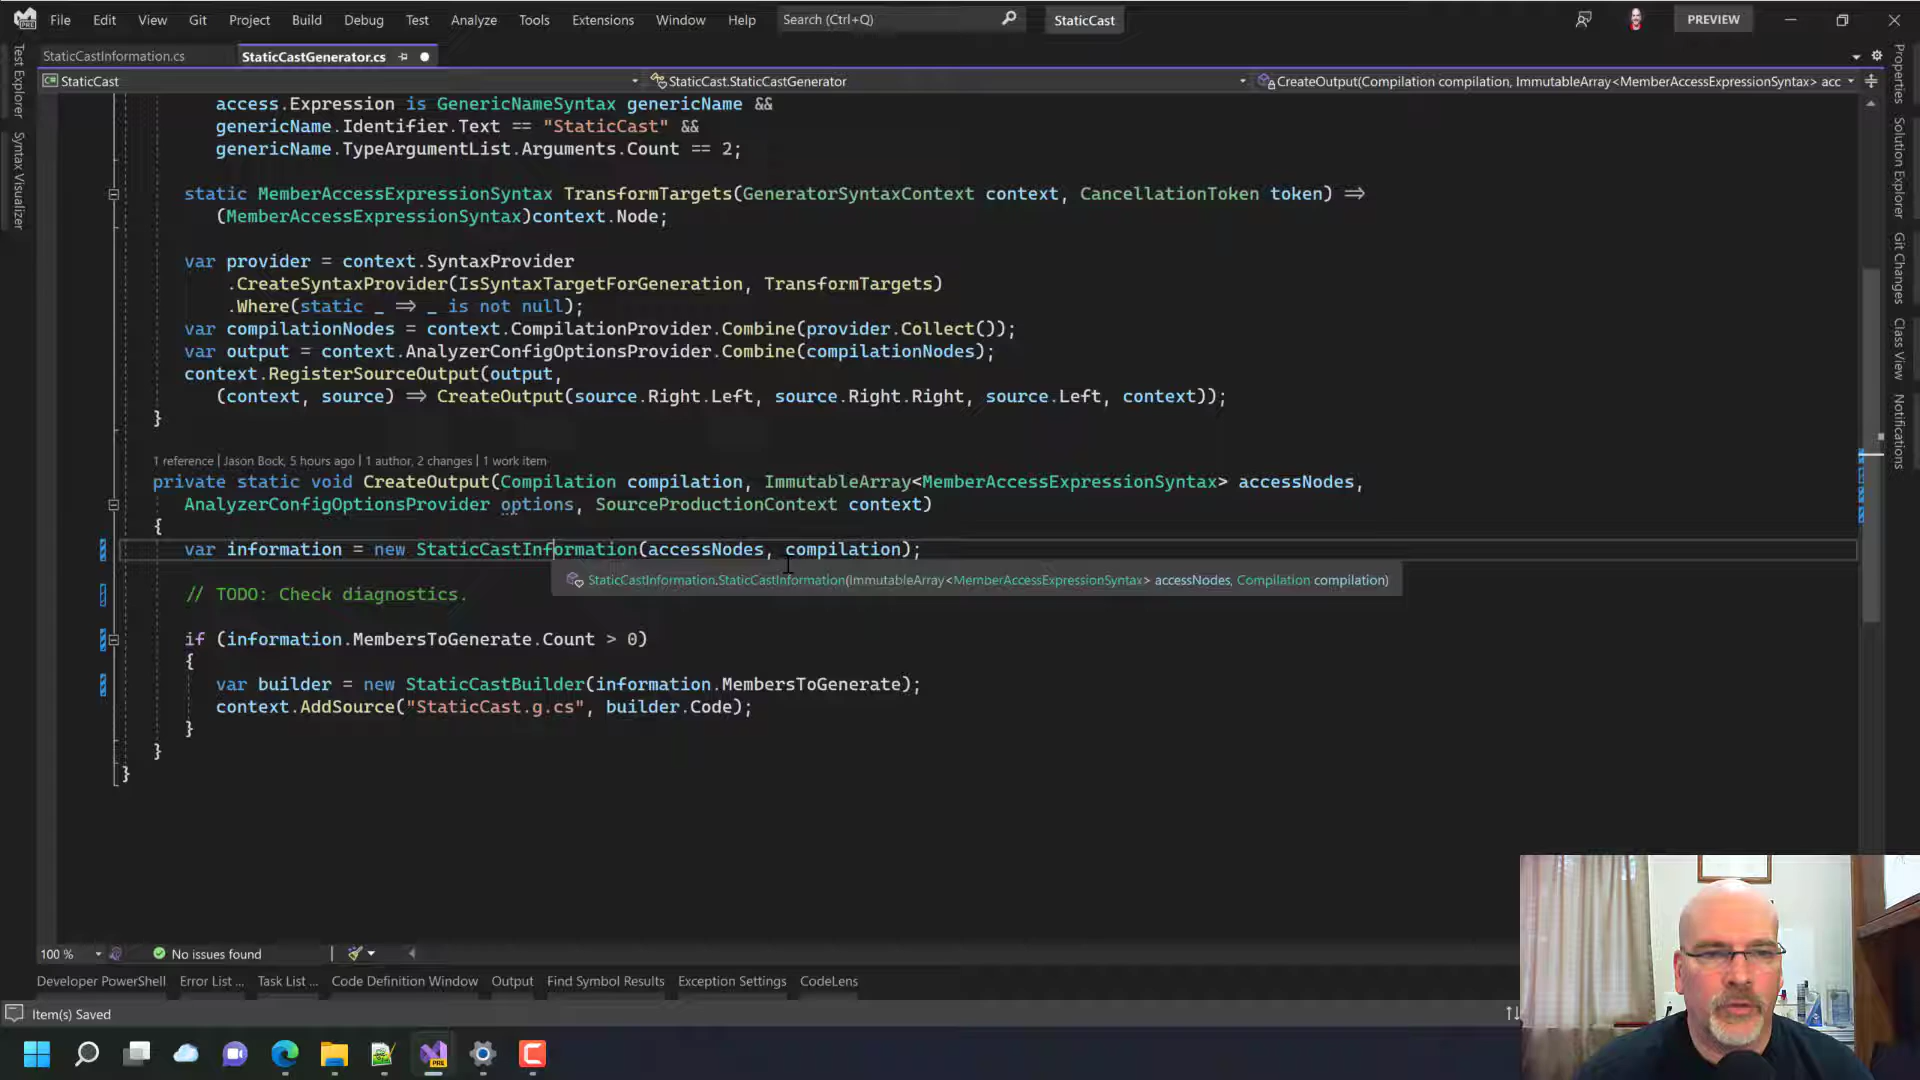 File Edit View Git Project Build Debug Test Analyze Tools Extensions Window Help Search (Ctrl+Q) StaticCast PREVIEW
StaticCastInformation.cs StaticCastGenerator.cs
StaticCast StaticCast.StaticCastGenerator CreateOutput(Compilation compilation, ImmutableArray<MemberAccessExpressionSyntax> acc
Test Explorer
Syntax Visualizer
access.Expression is GenericNameSyntax genericName &&
genericName.Identifier.Text == "StaticCast" &&
genericName.TypeArgumentList.Arguments.Count == 2;
static MemberAccessExpressionSyntax TransformTargets(GeneratorSyntaxContext context, CancellationToken token) =>
(MemberAccessExpressionSyntax)context.Node;
var provider = context.SyntaxProvider
.CreateSyntaxProvider(IsSyntaxTargetForGeneration, TransformTargets)
.Where(static _ => _ is not null);
var compilationNodes = context.CompilationProvider.Combine(provider.Collect());
var output = context.AnalyzerConfigOptionsProvider.Combine(compilationNodes);
context.RegisterSourceOutput(output,
(context, source) => CreateOutput(source.Right.Left, source.Right.Right, source.Left, context));
}
1 reference | Jason Bock, 5 hours ago | 1 author, 2 changes | 1 work item
private static void CreateOutput(Compilation compilation, ImmutableArray<MemberAccessExpressionSyntax> accessNodes,
AnalyzerConfigOptionsProvider options, SourceProductionContext context)
{
var information = new StaticCastInformation(accessNodes, compilation);
StaticCastInformation.StaticCastInformation(ImmutableArray<MemberAccessExpressionSyntax> accessNodes, Compilation compilation)
// TODO: Check diagnostics.
if (information.MembersToGenerate.Count > 0)
{
var builder = new StaticCastBuilder(information.MembersToGenerate);
context.AddSource("StaticCast.g.cs", builder.Code);
}
}
}
Properties
Solution Explorer
Git Changes
Class View
Notifications
100 % No issues found
Developer PowerShell Error List ... Task List ... Code Definition Window Output Find Symbol Results Exception Settings CodeLens
Item(s) Saved